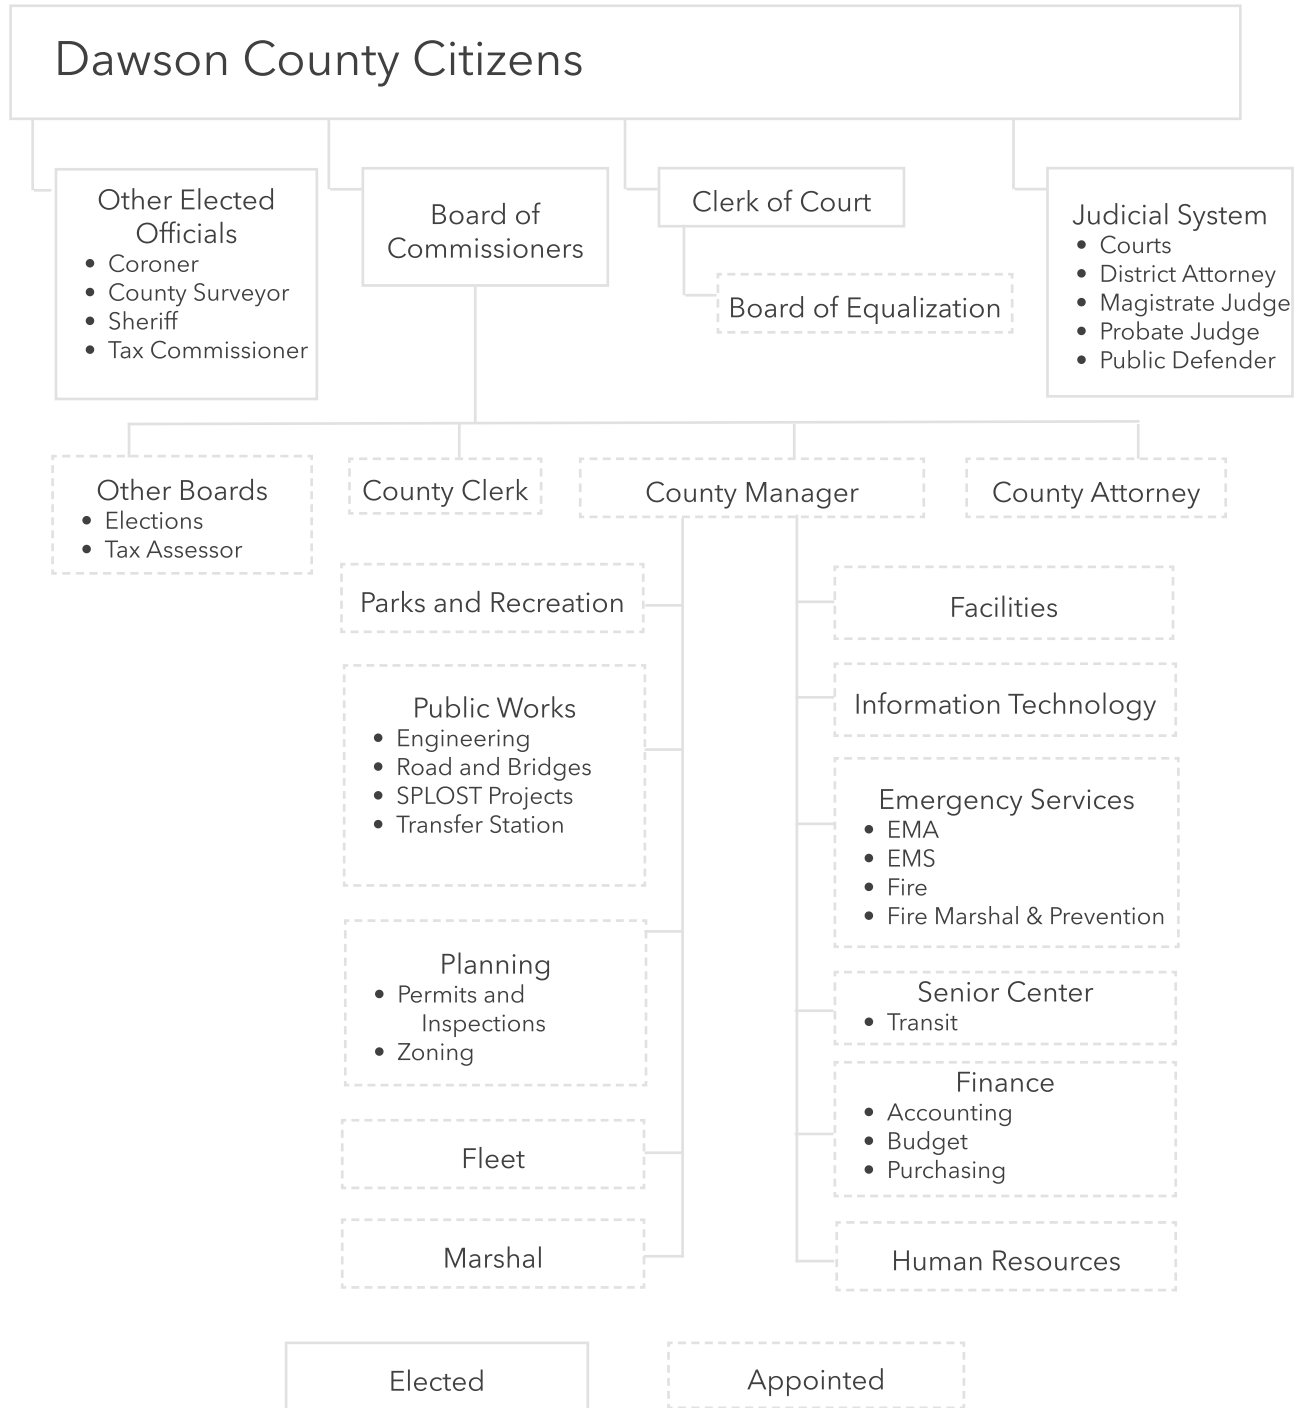 Dawson County Citizens
Other Elected
Officials
• Coroner
• County Surveyor
• Sheriff
• Tax Commissioner
Board of
Commissioners
Clerk of Court
Board of Equalization
Judicial System
• Courts
• District Attorney
• Magistrate Judge
• Probate Judge
• Public Defender
Other Boards
• Elections
• Tax Assessor
County Clerk
County Manager
County Attorney
Parks and Recreation
Public Works
• Engineering
• Road and Bridges
• SPLOST Projects
• Transfer Station
Planning
• Permits and
Inspections
• Zoning
Fleet
Marshal
Facilities
Information Technology
Emergency Services
• EMA
• EMS
• Fire
• Fire Marshal & Prevention
Senior Center
• Transit
Finance
• Accounting
• Budget
• Purchasing
Human Resources
Elected
Appointed